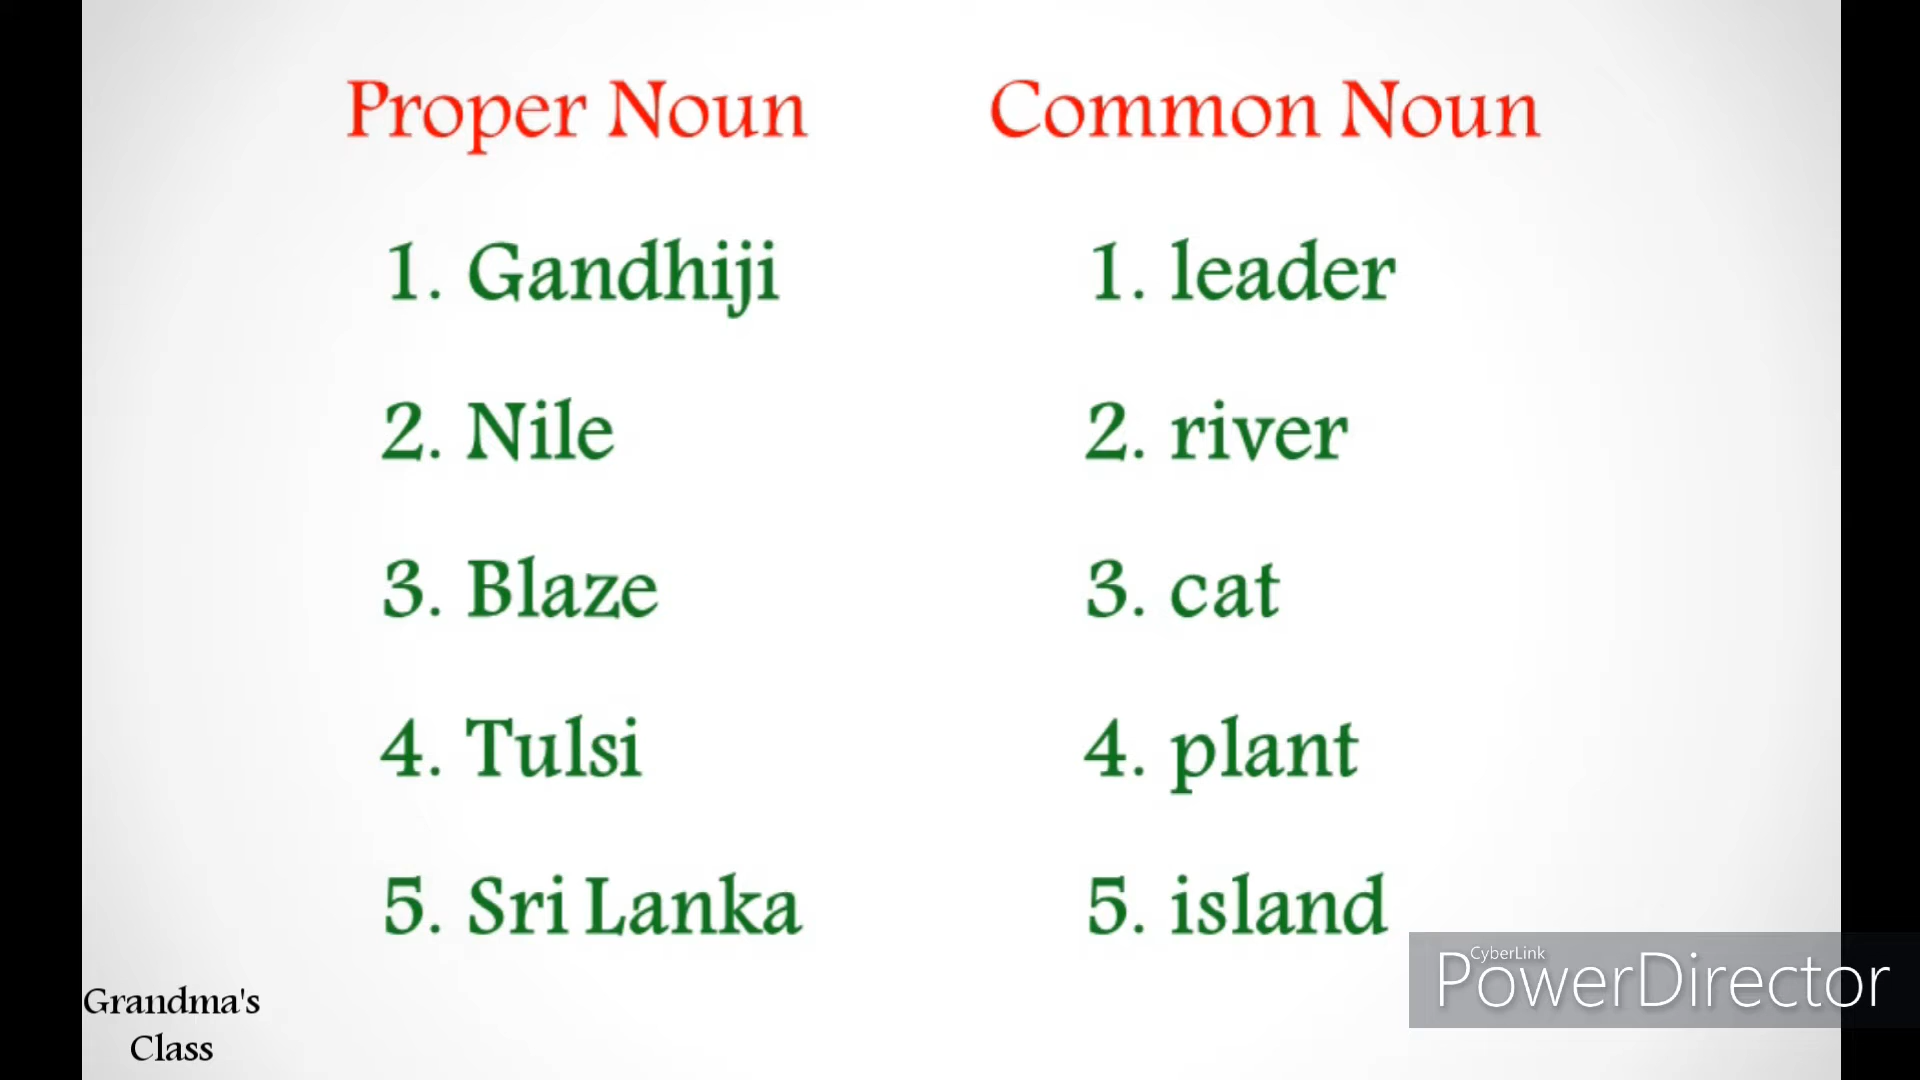 Proper Noun Common Noun
1. Gandhiji 1. leader
2. Nile 2. river
3. Blaze 3. cat
4. Tulsi 4. plant
5. Sri Lanka 5. island
Grandma's
Class
CyberLink
PowerDirector